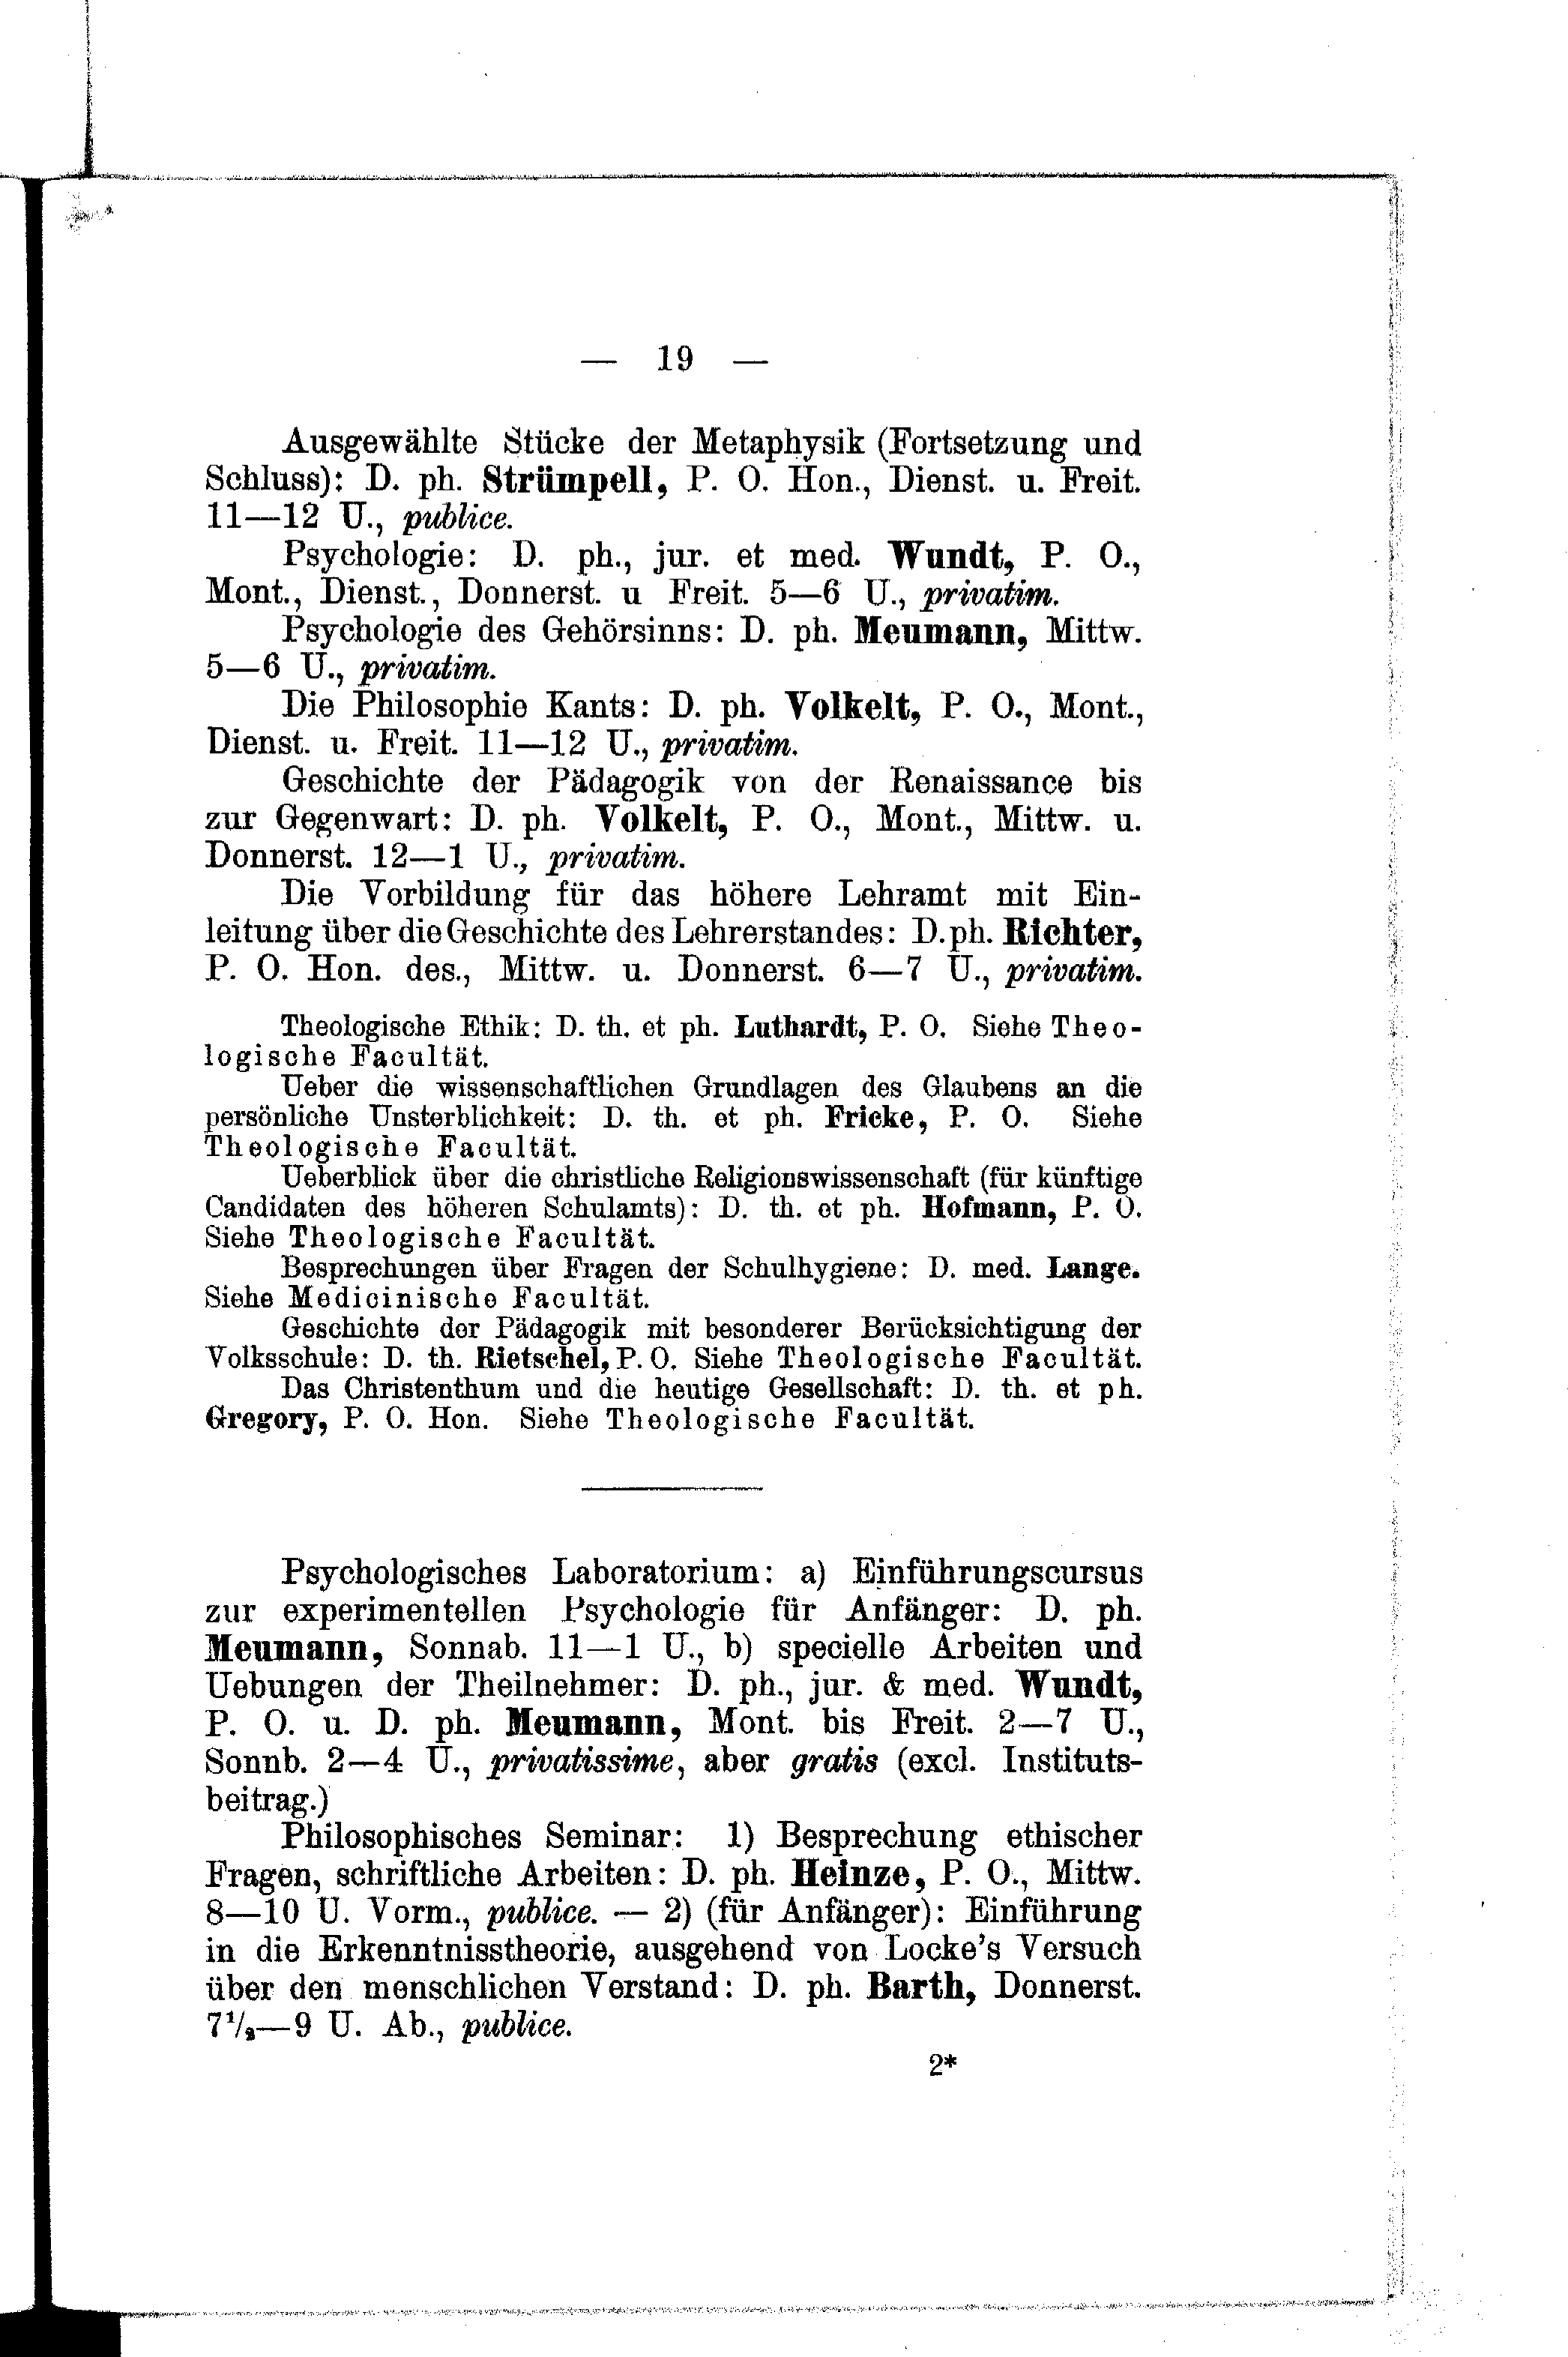 — 19 —
Ausgewählte Stücke der Metaphysik (Fortsetzung und
Schluss): D. ph. Strümpell, P. O. Hon., Dienst. u. Freit.
11—12 U., publice.
Psychologie: D. ph., jur. et med. Wundt, P. O.,
Mont., Dienst., Donnerst. u Freit. 5—6 U., privatim.
Psychologie des Gehörsinns: D. ph. Meumann, Mittw.
5—6 U., privatim.
Die Philosophie Kants: D. ph. Volkelt, P. O., Mont.,
Dienst. u. Freit. 11—12 U., privatim.
Geschichte der Pädagogik von der Renaissance bis
zur Gegenwart: D. ph. Volkelt, P. O., Mont., Mittw. u.
Donnerst. 12—1 U., privatim.
Die Vorbildung für das höhere Lehramt mit Ein-
leitung über die Geschichte des Lehrerstandes: D. ph. Richter,
P. O. Hon. des., Mittw. u. Donnerst. 6—7 U., privatim.
Theologische Ethik: D. th. et ph. Luthardt, P. O. Siehe Theo-
logische Facultät.
Ueber die wissenschaftlichen Grundlagen des Glaubens an die
persönliche Unsterblichkeit: D. th. et ph. Fricke, P. O. Siehe
Theologische Facultät.
Ueberblick über die christliche Religionswissenschaft (für künftige
Candidaten des höheren Schulamts): D. th. et ph. Hofmann, P. O.
Siehe Theologische Facultät.
Besprechungen über Fragen der Schulhygiene: D. med. Lange.
Siehe Medicinische Facultät.
Geschichte der Pädagogik mit besonderer Berücksichtigung der
Volksschule: D. th. Rietschel, P. O. Siehe Theologische Facultät.
Das Christenthum und die heutige Gesellschaft: D. th. et ph.
Gregory, P. O. Hon. Siehe Theologische Facultät.
Psychologisches Laboratorium: a) Einführungscursus
zur experimentellen Psychologie für Anfänger: D. ph.
Meumann, Sonnab. 11—1 U., b) specielle Arbeiten und
Uebungen der Theilnehmer: D. ph., jur. & med. Wundt,
P. O. u. D. ph. Meumann, Mont. bis Freit. 2—7 U.,
Sonnb. 2—4 U., privatissime, aber gratis (excl. Instituts-
beitrag.)
Philosophisches Seminar: 1) Besprechung ethischer
Fragen, schriftliche Arbeiten: D. ph. Heinze, P. O., Mittw.
8—10 U. Vorm., publice. — 2) (für Anfänger): Einführung
in die Erkenntnisstheorie, ausgehend von Locke's Versuch
über den menschlichen Verstand: D. ph. Barth, Donnerst.
7½—9 U. Ab., publice.
2*